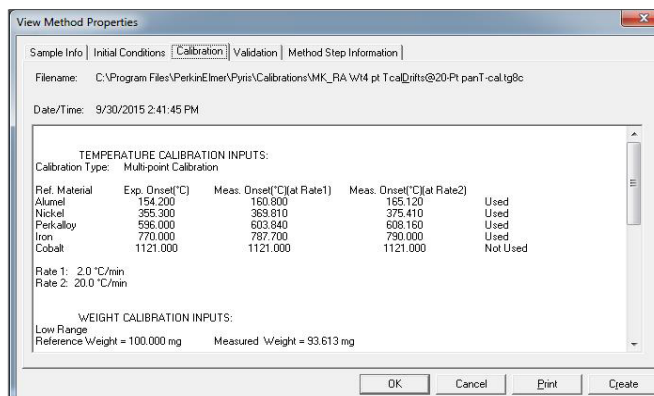 View Method Properties
Sample Info Initial Conditions Calibration Validation Method Step Information
Filename: C:\Program Files\PerkinElmer\Pyris\Calibrations\MK_RA Wt4 pt TcalDrifts@20-Pt panT-cal.tg8c
Date/Time: 9/30/2015 2:41:45 PM
TEMPERATURE CALIBRATION INPUTS:
Calibration Type: Multi-point Calibration
Ref. Material Exp. Onset(°C) Meas. Onset(°C)(at Rate1) Meas. Onset(°C)(at Rate2)
Alumel 154.200 160.800 165.120 Used
Nickel 355.300 369.810 375.410 Used
Perkalloy 596.000 603.840 608.160 Used
Iron 770.000 787.700 790.000 Used
Cobalt 1121.000 1121.000 1121.000 Not Used
Rate 1: 2.0 °C/min
Rate 2: 20.0 °C/min
WEIGHT CALIBRATION INPUTS:
Low Range
Reference Weight = 100.000 mg Measured Weight = 93.613 mg
OK Cancel Print Create